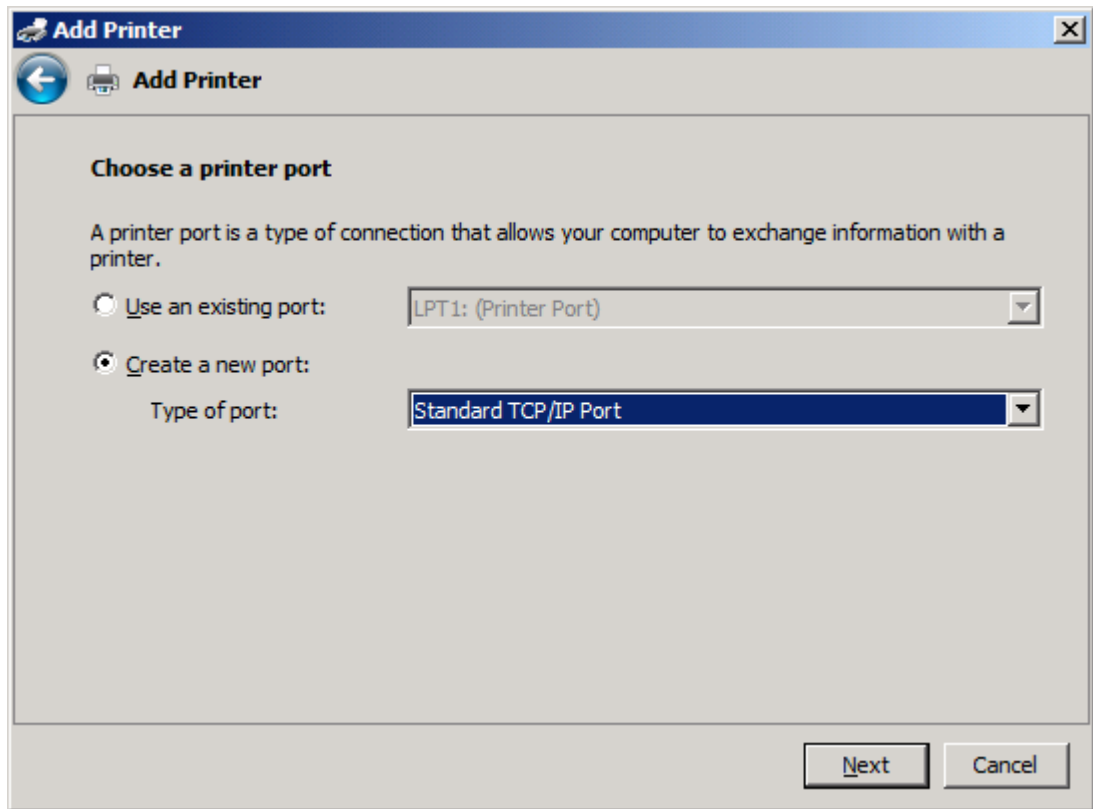 Add Printer
Add Printer
Choose a printer port
A printer port is a type of connection that allows your computer to exchange information with a
printer.
Use an existing port: LPT1: (Printer Port)
Create a new port:
Type of port: Standard TCP/IP Port
Next Cancel